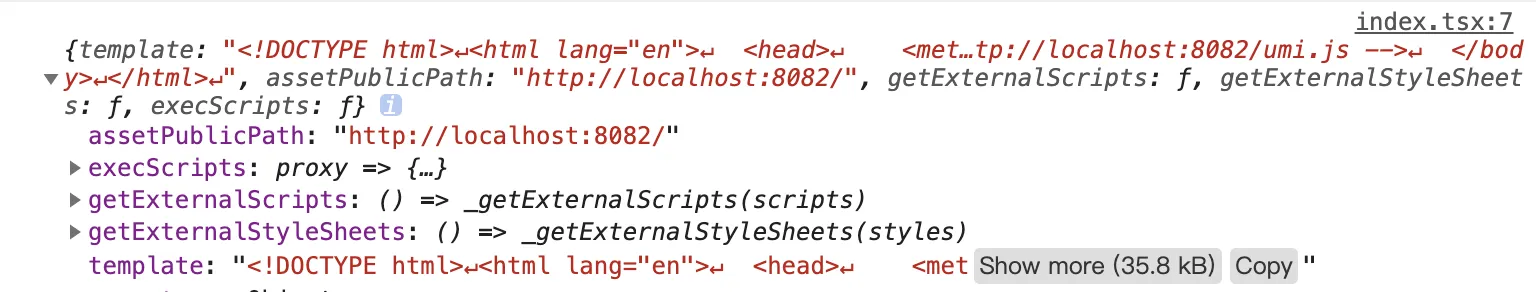 index.tsx:7
{template: "<!DOCTYPE html>↵<html lang="en">↵  <head>↵    <met…tp://localhost:8082/umi.js -->↵  </bod
y>↵</html>↵", assetPublicPath: "http://localhost:8082/", getExternalScripts: ƒ, getExternalStyleSheet
s: ƒ, execScripts: ƒ} i
assetPublicPath: "http://localhost:8082/"
execScripts: proxy => {…}
getExternalScripts: () => _getExternalScripts(scripts)
getExternalStyleSheets: () => _getExternalStyleSheets(styles)
template: "<!DOCTYPE html>↵<html lang="en">↵  <head>↵    <met Show more (35.8 kB) Copy "